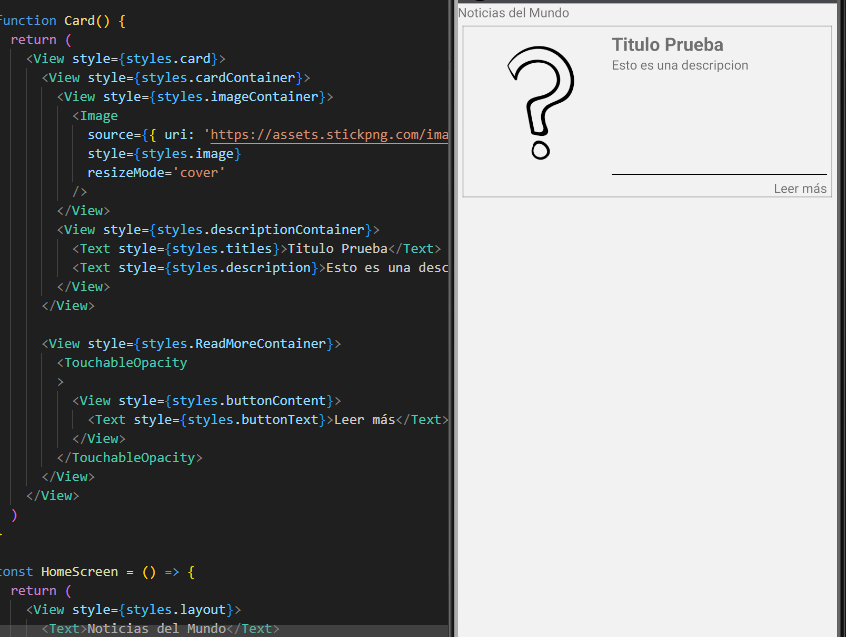 function Card() {
return (
<View style={styles.card}>
<View style={styles.cardContainer}>
<View style={styles.imageContainer}>
<Image
source={{ uri: 'https://assets.stickpng.com/ima
style={styles.image}
resizeMode='cover'
/>
</View>
<View style={styles.descriptionContainer}>
<Text style={styles.titles}>Titulo Prueba</Text>
<Text style={styles.description}>Esto es una desc
</View>
</View>
<View style={styles.ReadMoreContainer}>
<TouchableOpacity
>
<View style={styles.buttonContent}>
<Text style={styles.buttonText}>Leer más</Text>
</View>
</TouchableOpacity>
</View>
</View>
)
}
const HomeScreen = () => {
return (
<View style={styles.layout}>
<Text>Noticias del Mundo</Text>
Noticias del Mundo
Titulo Prueba
Esto es una descripcion
Leer más